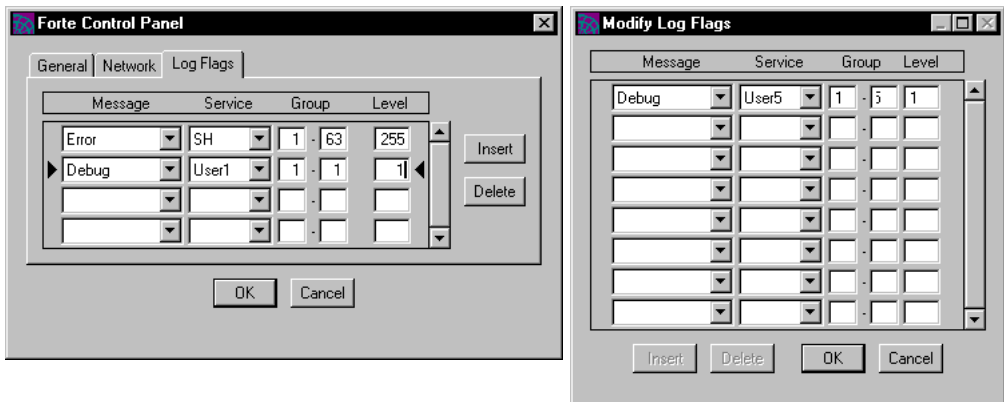 Forte Control Panel
General Network Log Flags
Message Service Group Level
Error SH 1 - 63 255
Debug User1 1 - 1 1
Insert
Delete
OK Cancel
Modify Log Flags
Message Service Group Level
Debug User5 1 - 5 1
-
-
-
-
-
-
-
Insert Delete OK Cancel